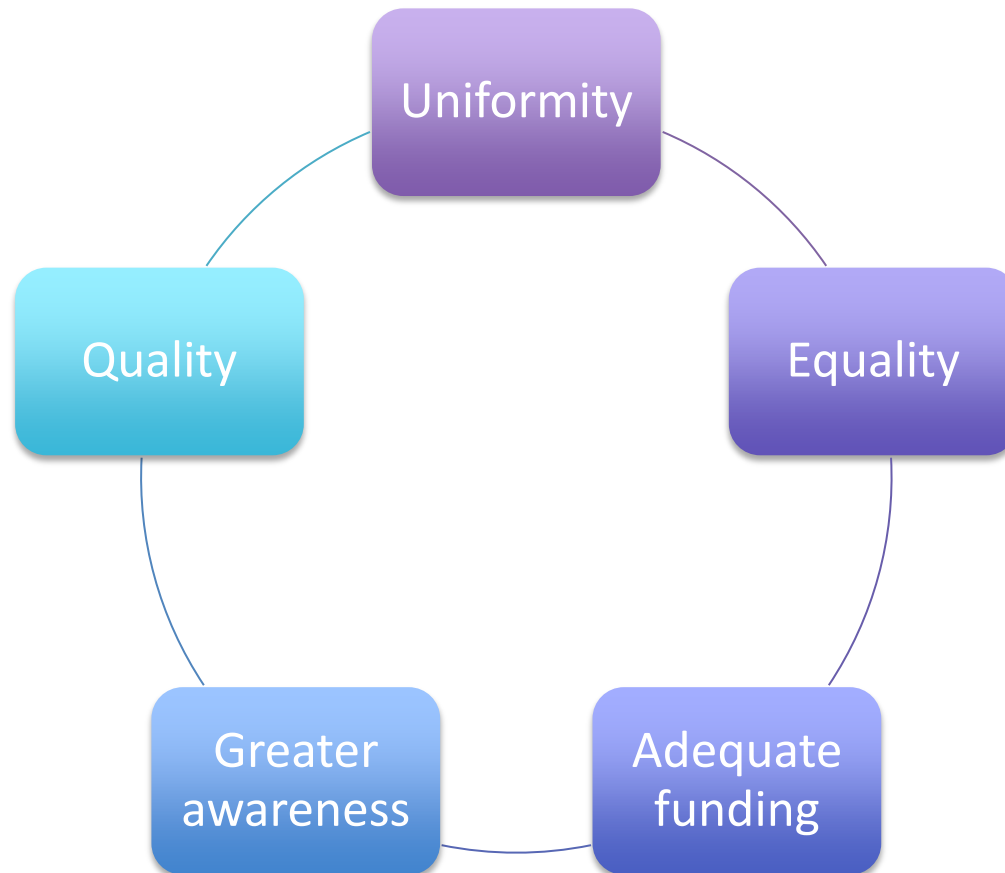 Uniformity
Equality
Adequate
funding
Greater
awareness
Quality